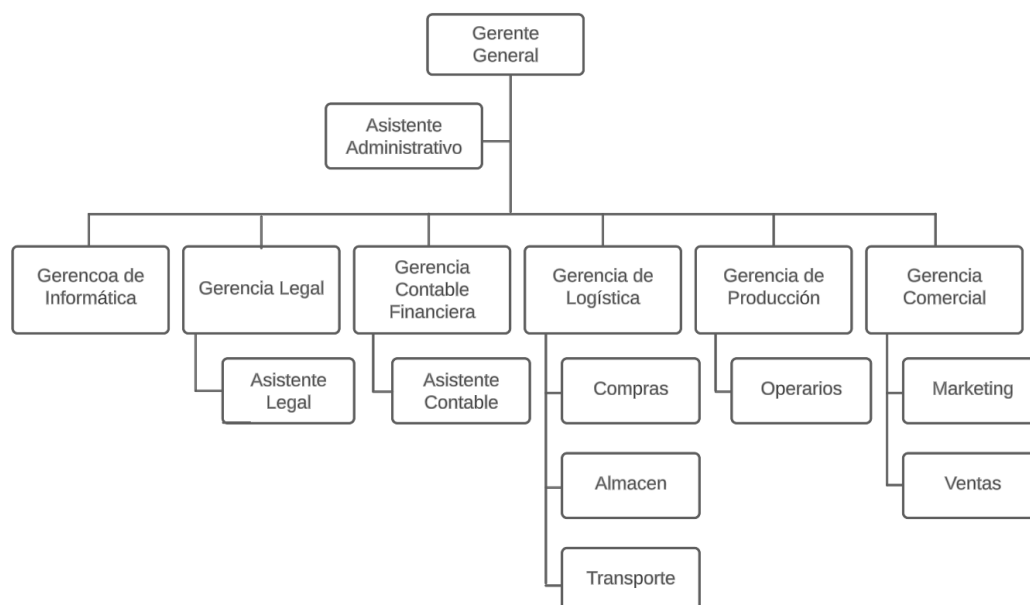 Gerente
General
Asistente
Administrativo
Gerencoa de
Informática
Gerencia Legal
Gerencia
Contable
Financiera
Gerencia de
Logística
Gerencia de
Producción
Gerencia
Comercial
Asistente
Legal
Asistente
Contable
Compras
Operarios
Marketing
Almacen
Ventas
Transporte